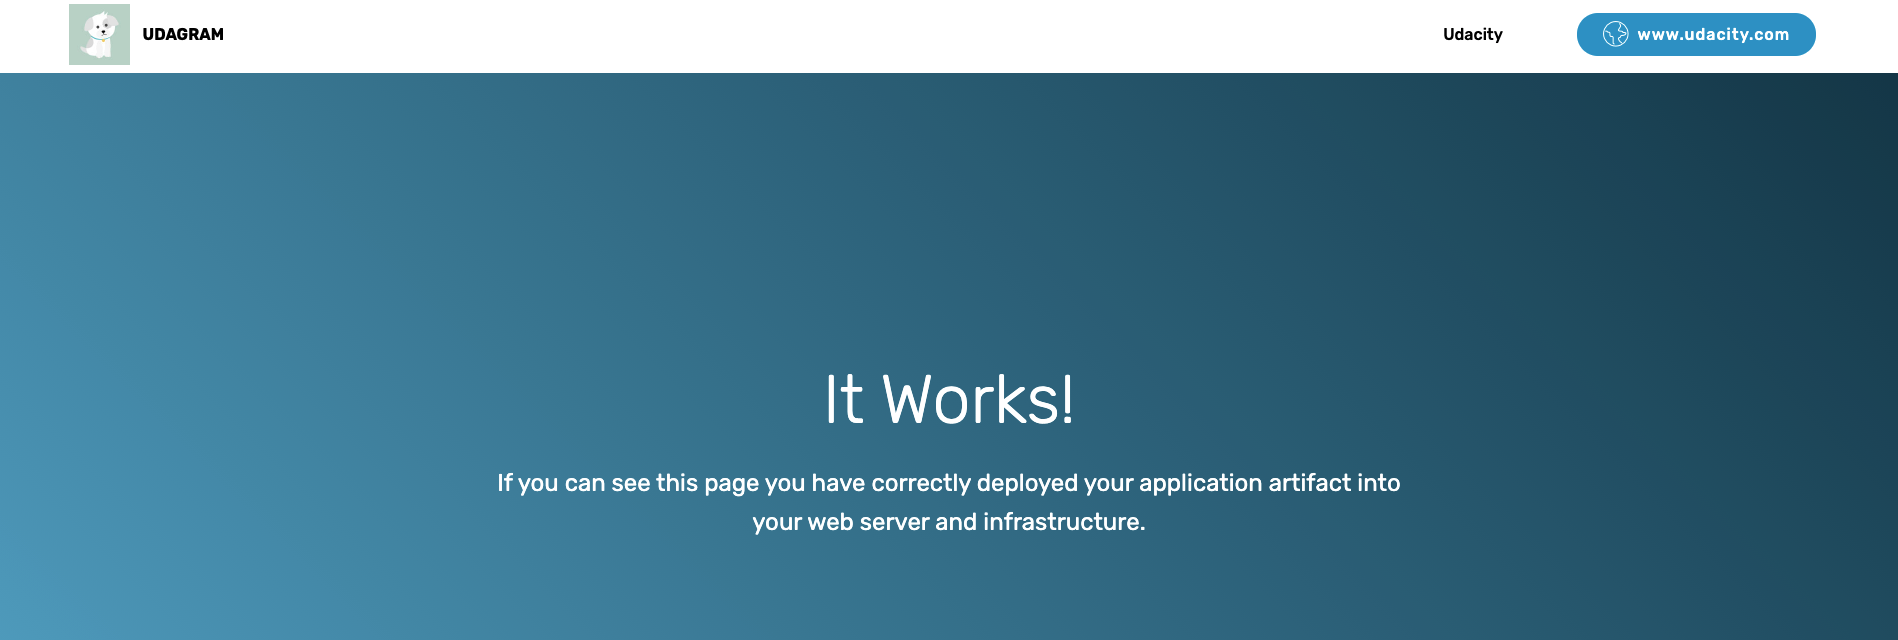 UDAGRAM
Udacity
www.udacity.com
It Works!
If you can see this page you have correctly deployed your application artifact into
your web server and infrastructure.